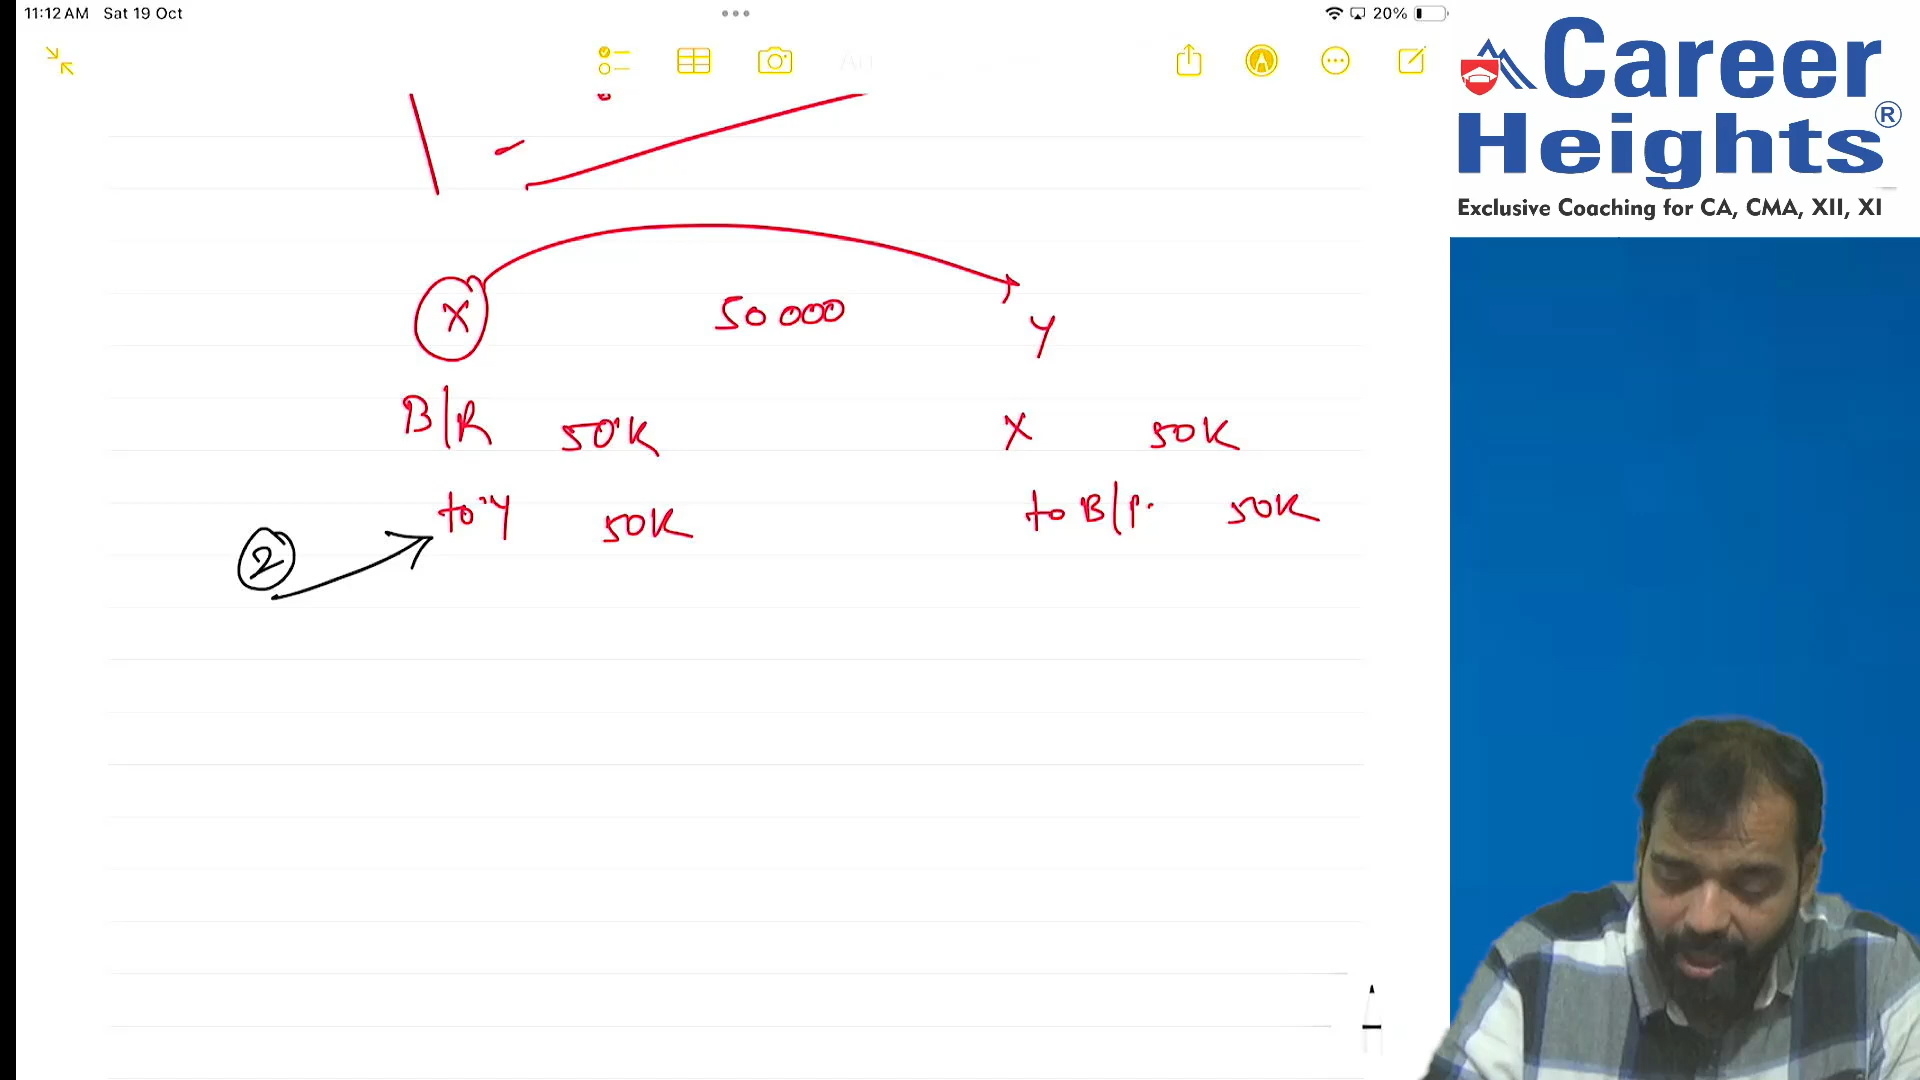 11:12 AM Sat 19 Oct
20%
Career
Heights®
Exclusive Coaching for CA, CMA, XII, XI
X 50 000 Y
B/R 50K X 50K
to Y 50K to B/P. 50K
2